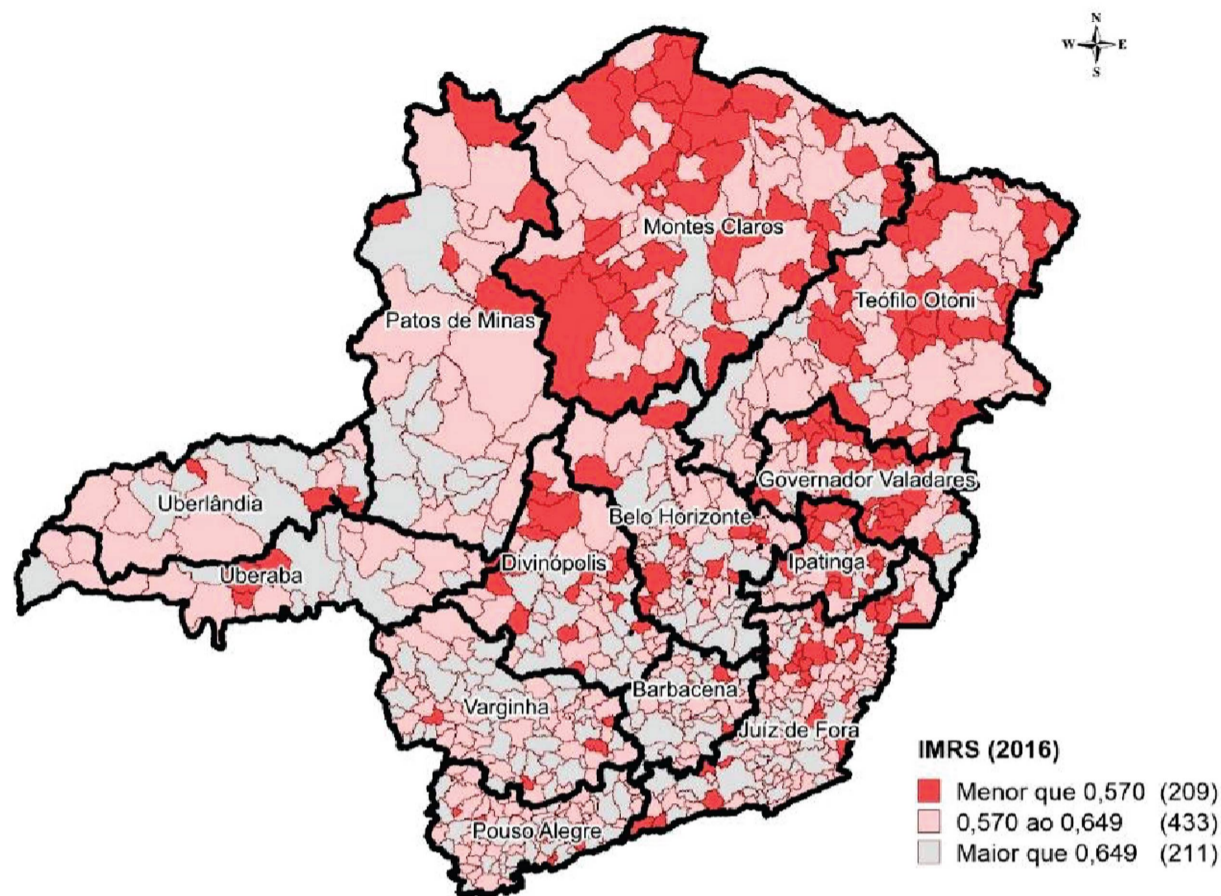 N
W E
S
Montes Claros
Teófilo Otoni
Patos de Minas
Governador Valadares
Uberlândia
Belo Horizonte
Divinópolis
Ipatinga
Uberaba
Barbacena
Varginha
Juíz de Fora
Pouso Alegre
IMRS (2016)
Menor que 0,570 (209)
0,570 ao 0,649 (433)
Maior que 0,649 (211)